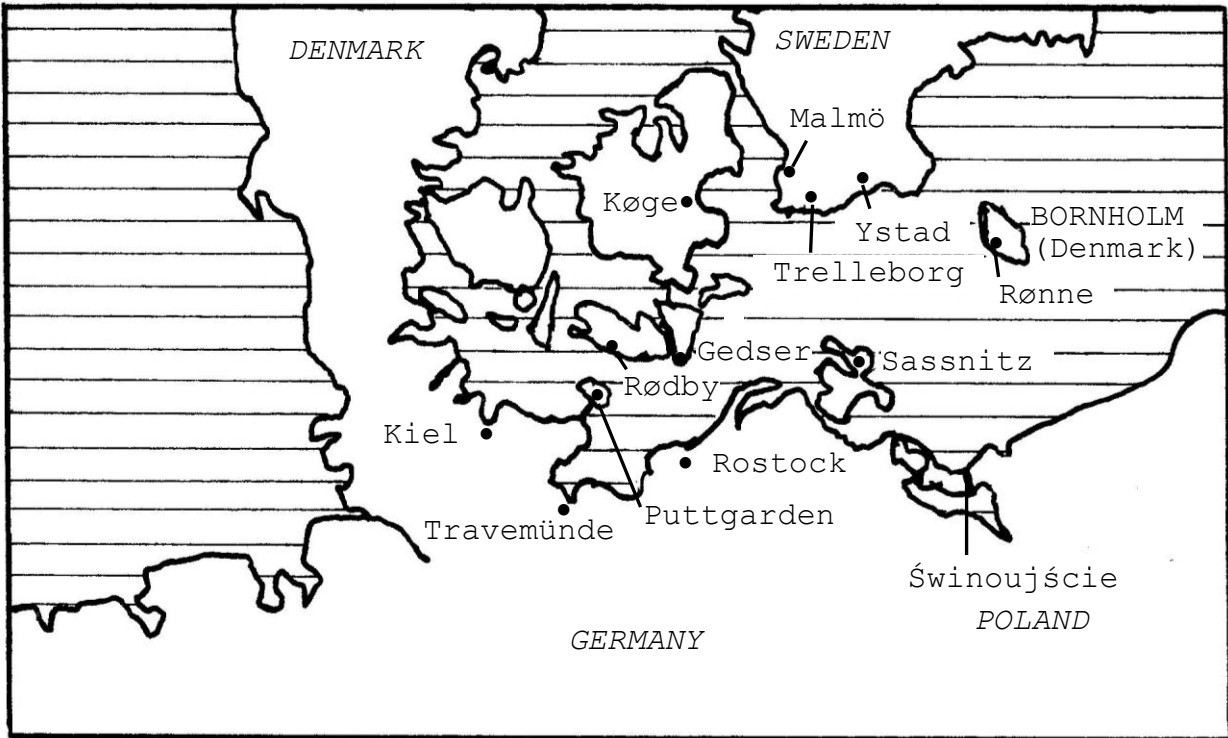 DENMARK
SWEDEN
Malmö
Køge
Ystad
BORNHOLM
(Denmark)
Trelleborg
Rønne
Gedser
Sassnitz
Rødby
Kiel
Rostock
Puttgarden
Travemünde
Świnoujście
POLAND
GERMANY